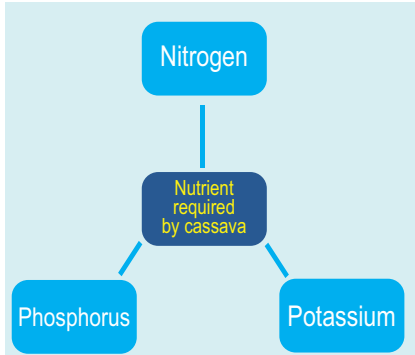 Nitrogen
Nutrient
required
by cassava
Phosphorus
Potassium